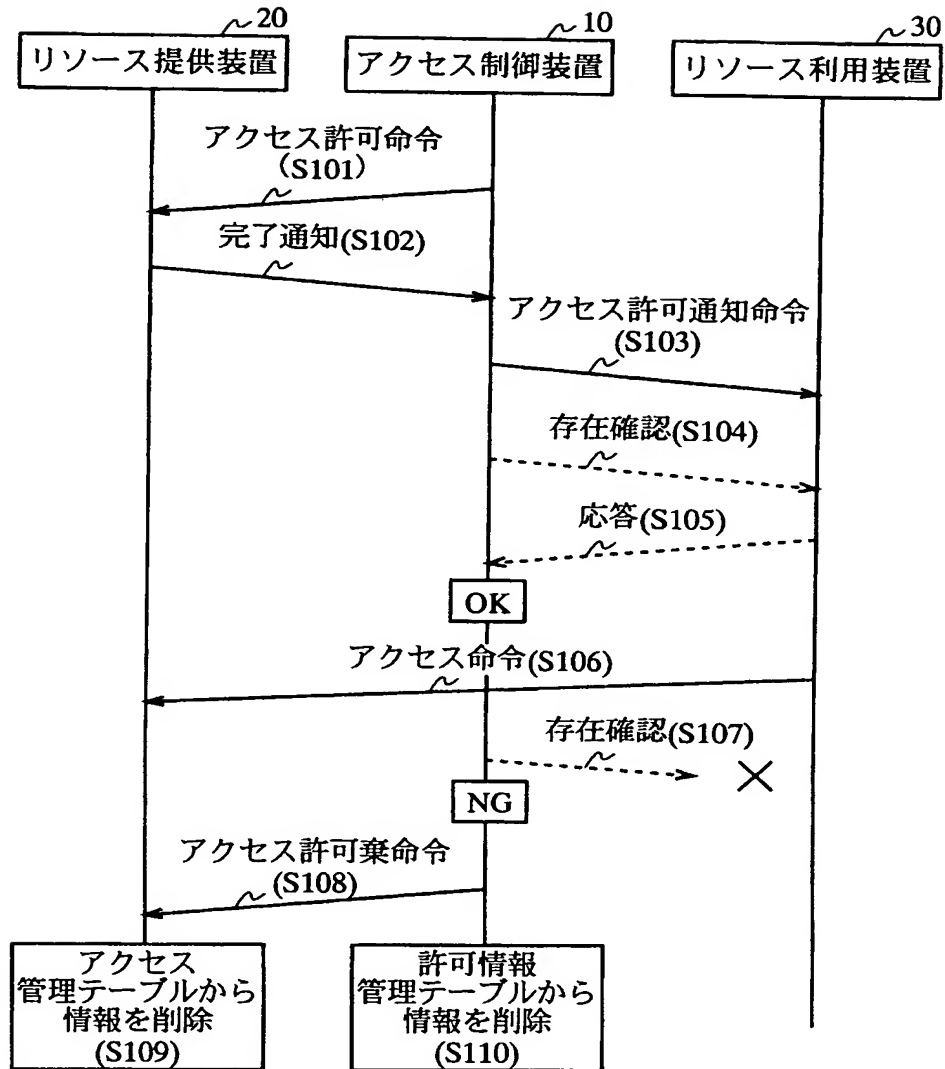 20
リソース提供装置
10
アクセス制御装置
30
リソース利用装置
アクセス許可命令
(S101)
完了通知(S102)
アクセス許可通知命令
(S103)
存在確認(S104)
応答(S105)
OK
アクセス命令(S106)
存在確認(S107)
NG
アクセス許可棄命令
(S108)
アクセス
管理テーブルから
情報を削除
(S109)
許可情報
管理テーブルから
情報を削除
(S110)